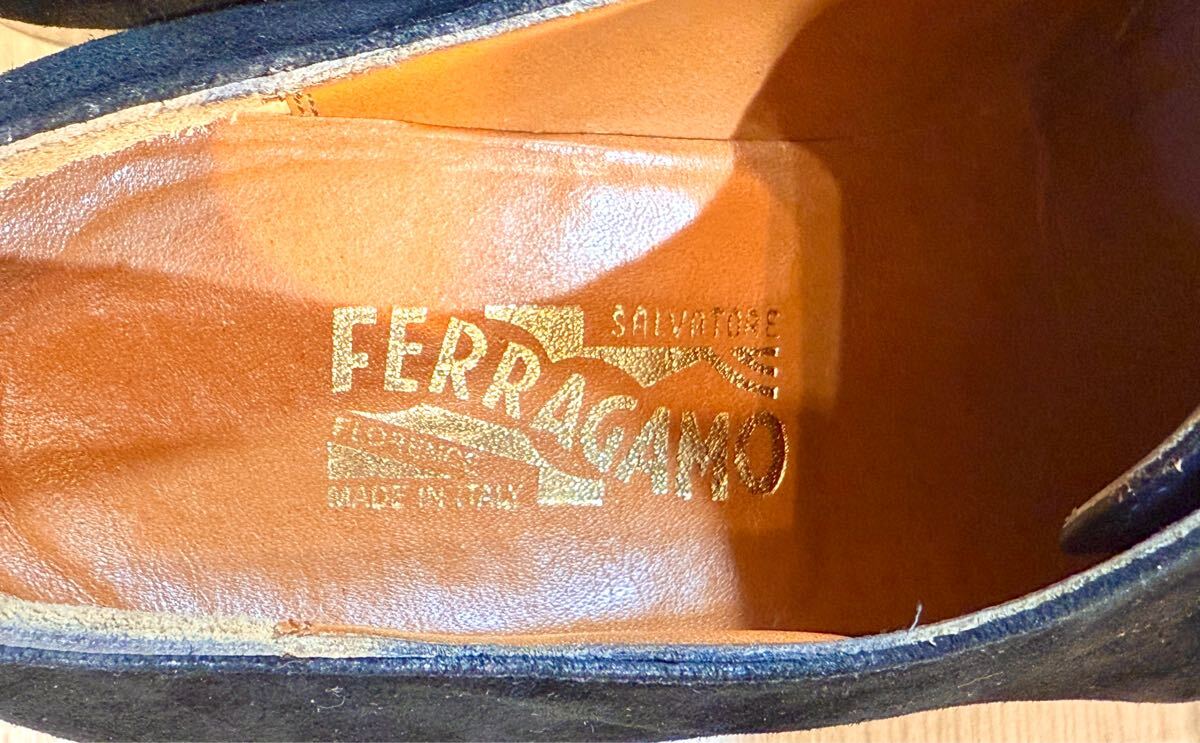 SALVATORE
FERRAGAMO
FLORENCE
MADE IN ITALY